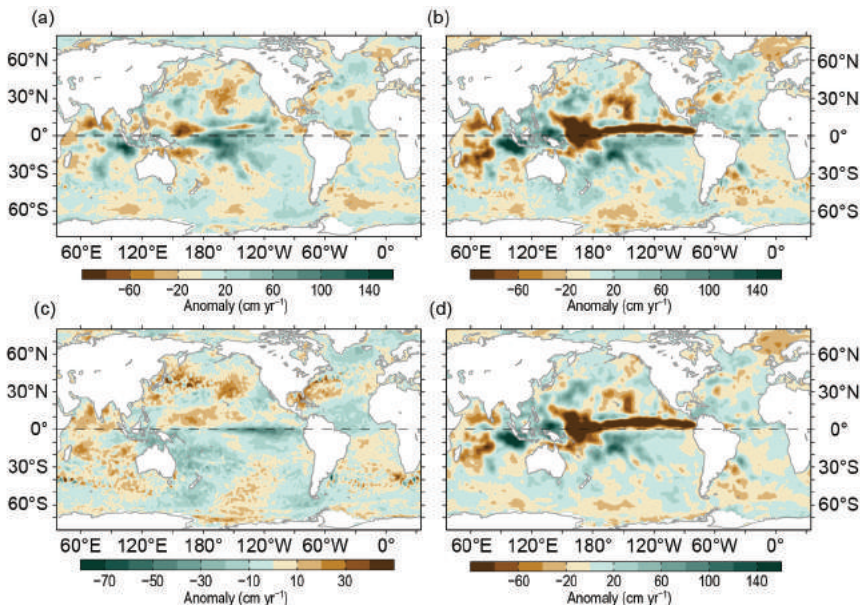 (a) (b)
60°N 60°N
30°N 30°N
0° 0°
30°S 30°S
60°S 60°S
60°E 120°E 180° 120°W 60°W 0° 60°E 120°E 180° 120°W 60°W 0°
−60 −20 20 60 100 140 −60 −20 20 60 100 140
Anomaly (cm yr⁻¹) Anomaly (cm yr⁻¹)
(c) (d)
60°N 60°N
30°N 30°N
0° 0°
30°S 30°S
60°S 60°S
60°E 120°E 180° 120°W 60°W 0° 60°E 120°E 180° 120°W 60°W 0°
−70 −50 −30 −10 10 30 −60 −20 20 60 100 140
Anomaly (cm yr⁻¹) Anomaly (cm yr⁻¹)